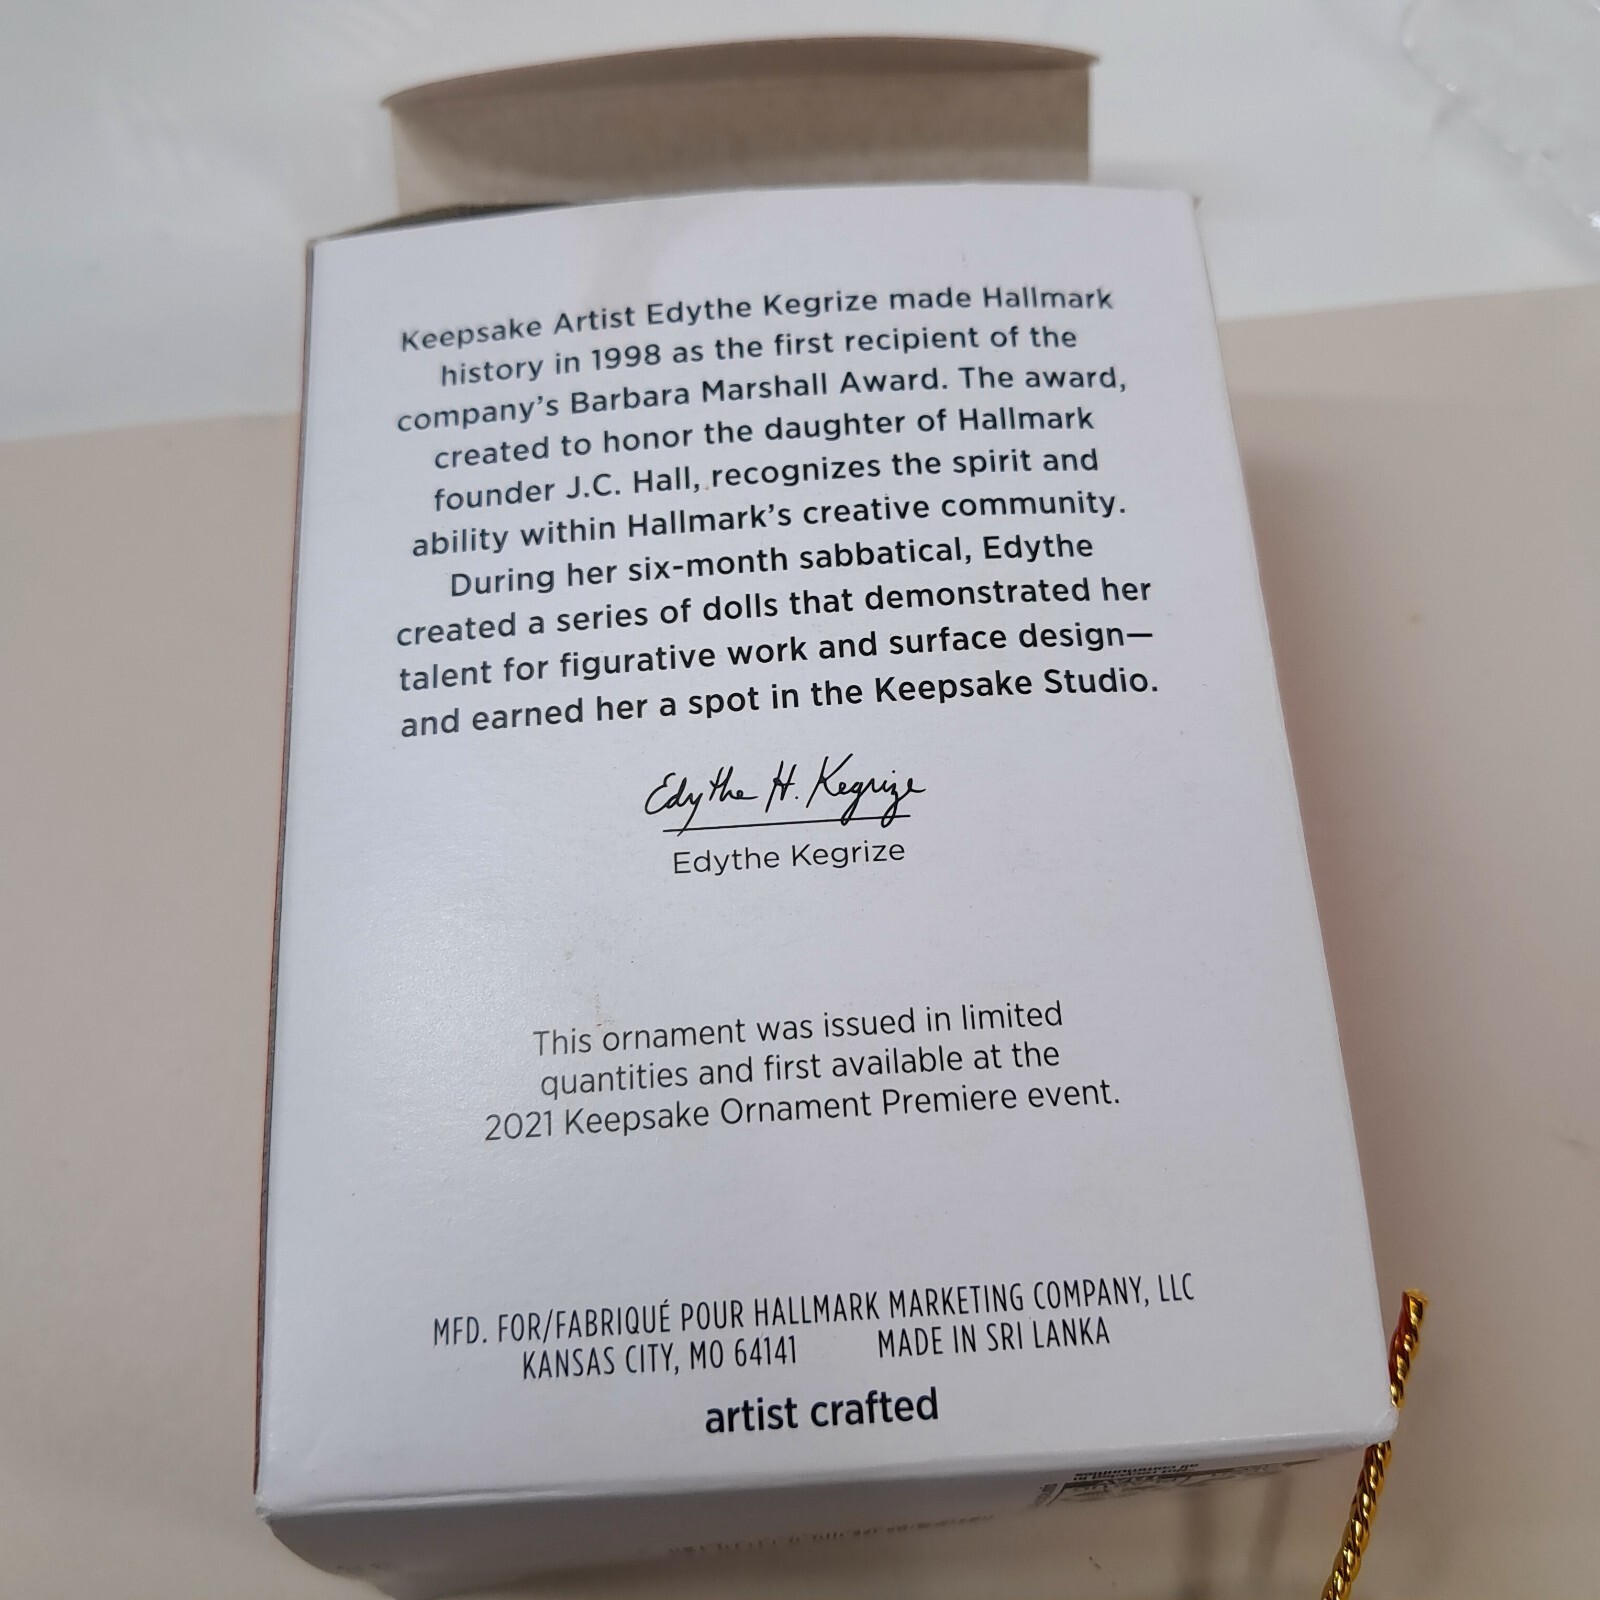 Keepsake Artist Edythe Kegrize made Hallmark
history in 1998 as the first recipient of the
company's Barbara Marshall Award. The award,
created to honor the daughter of Hallmark
founder J.C. Hall, recognizes the spirit and
ability within Hallmark's creative community.
During her six-month sabbatical, Edythe
created a series of dolls that demonstrated her
talent for figurative work and surface design—
and earned her a spot in the Keepsake Studio.
Edythe H. Kegrize
Edythe Kegrize
This ornament was issued in limited
quantities and first available at the
2021 Keepsake Ornament Premiere event.
MFD. FOR/FABRIQUÉ POUR HALLMARK MARKETING COMPANY, LLC
KANSAS CITY, MO 64141 MADE IN SRI LANKA
artist crafted